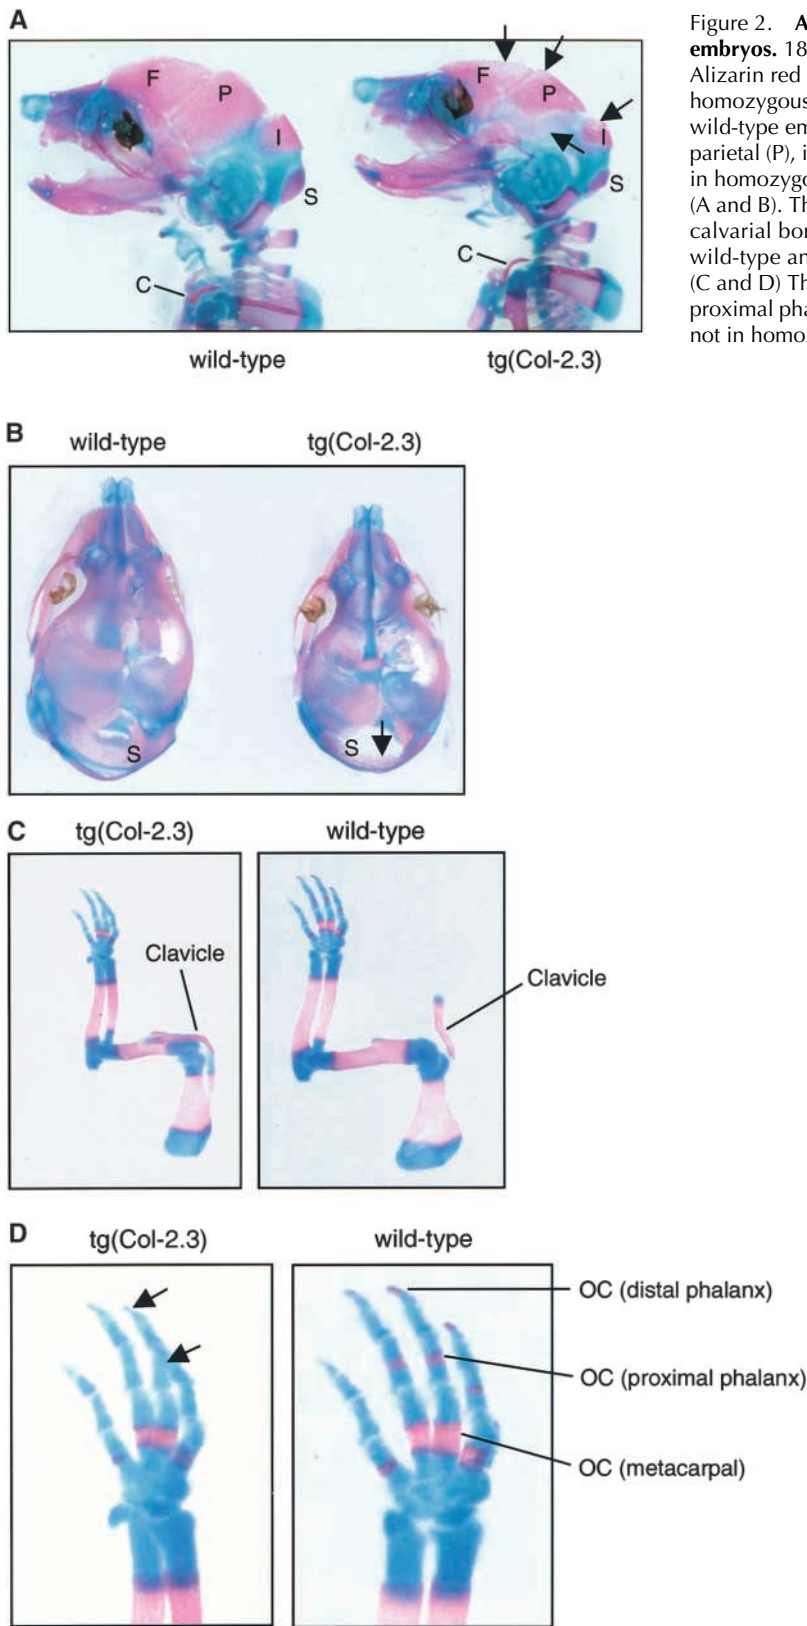 A
F
P
I
S
C
F
P
I
S
C
wild-type
tg(Col-2.3)
Figure 2. A
embryos. 18
Alizarin red
homozygous
wild-type em
parietal (P), i
in homozygo
(A and B). Th
calvarial bor
wild-type an
(C and D) Th
proximal pha
not in homoz
B
wild-type
tg(Col-2.3)
S
S
C
tg(Col-2.3)
wild-type
Clavicle
Clavicle
D
tg(Col-2.3)
wild-type
OC (distal phalanx)
OC (proximal phalanx)
OC (metacarpal)